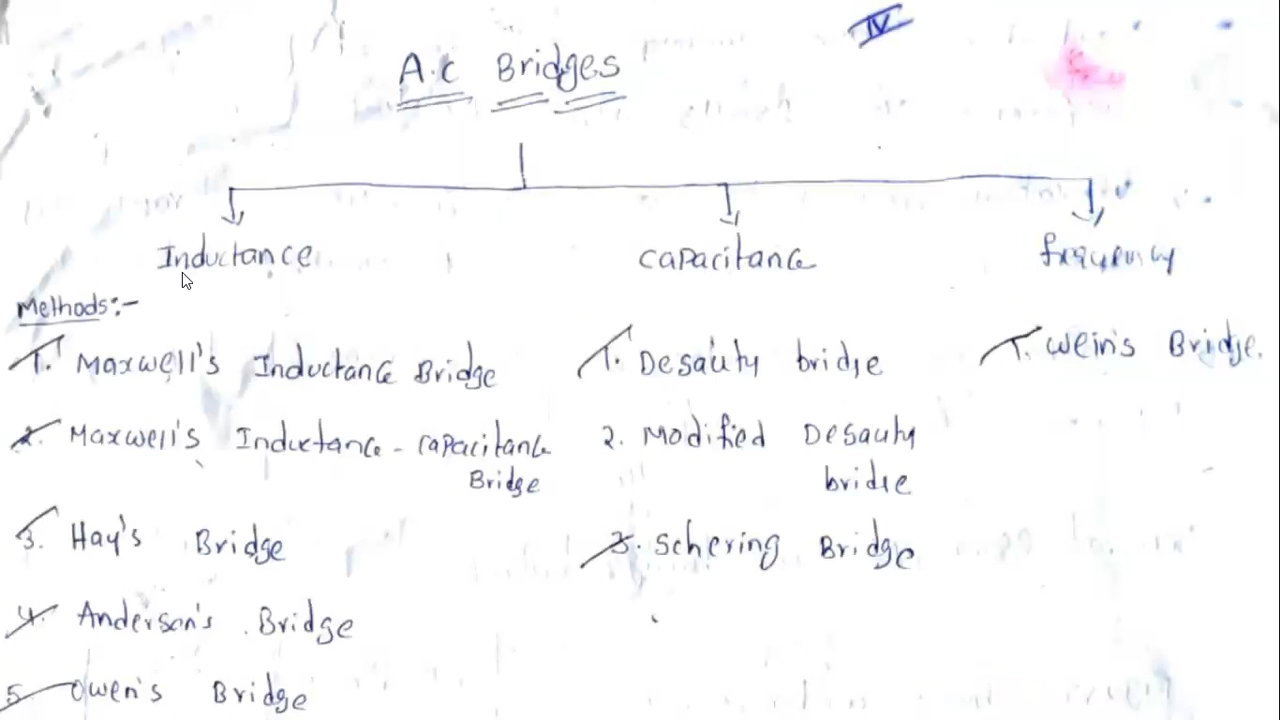 IV
A.C Bridges
Inductance
Capacitance
frequency
Methods:-
1. Maxwell's Inductance Bridge
2. Maxwell's Inductance - Capacitance
Bridge
3. Hay's Bridge
4. Anderson's Bridge
5. Owen's Bridge
1. Desauty bridge
2. Modified Desauty
bridge
3. Schering Bridge
1. Wein's Bridge.